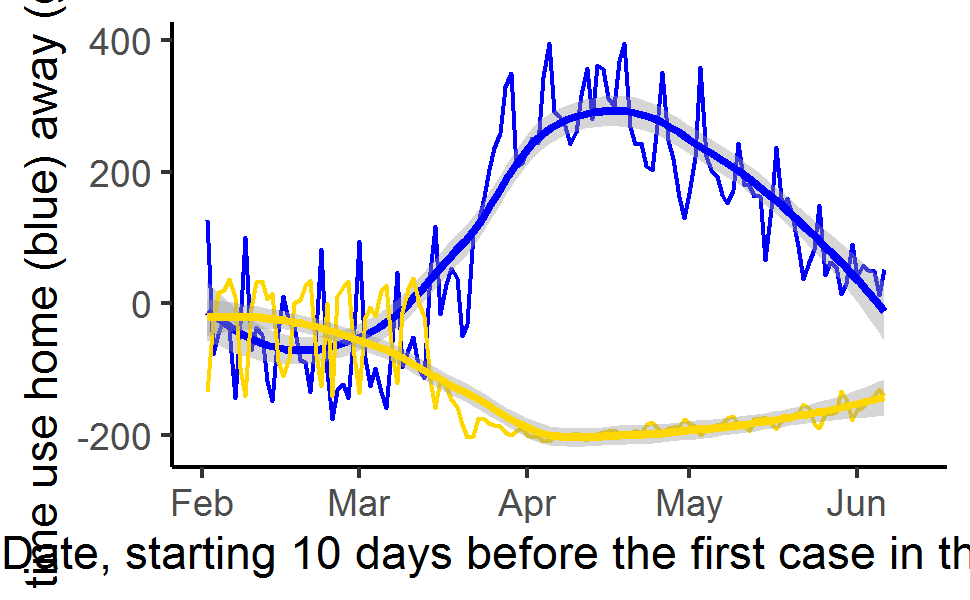 time use home (blue) away (
400
200
0
-200
Feb Mar Apr May Jun
Date, starting 10 days before the first case in th